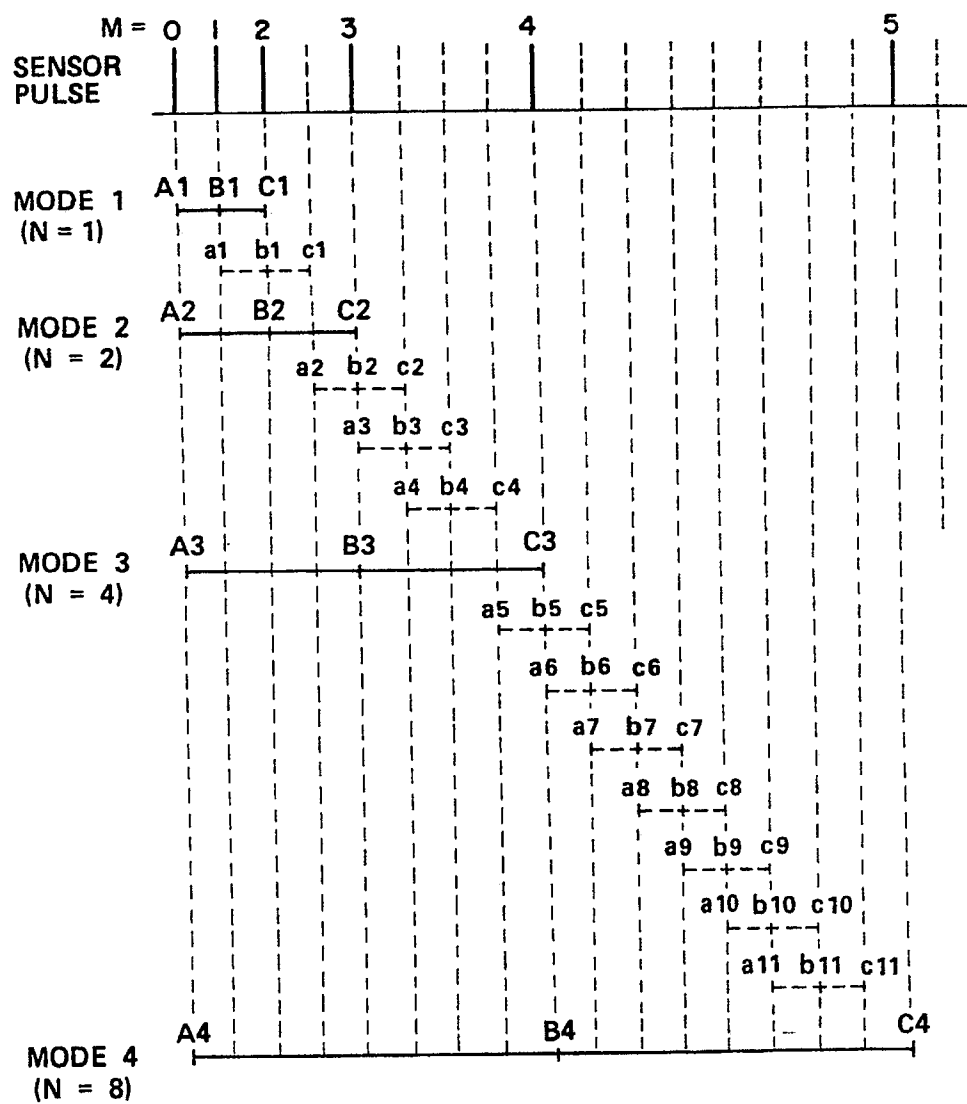 M = 0 1 2 3 4 5
SENSOR
PULSE
A1 B1 C1
MODE 1
(N = 1)
a1 b1 c1
A2 B2 C2
MODE 2
(N = 2)
a2 b2 c2
a3 b3 c3
a4 b4 c4
A3 B3 C3
MODE 3
(N = 4)
a5 b5 c5
a6 b6 c6
a7 b7 c7
a8 b8 c8
a9 b9 c9
a10 b10 c10
a11 b11 c11
A4 B4 C4
MODE 4
(N = 8)